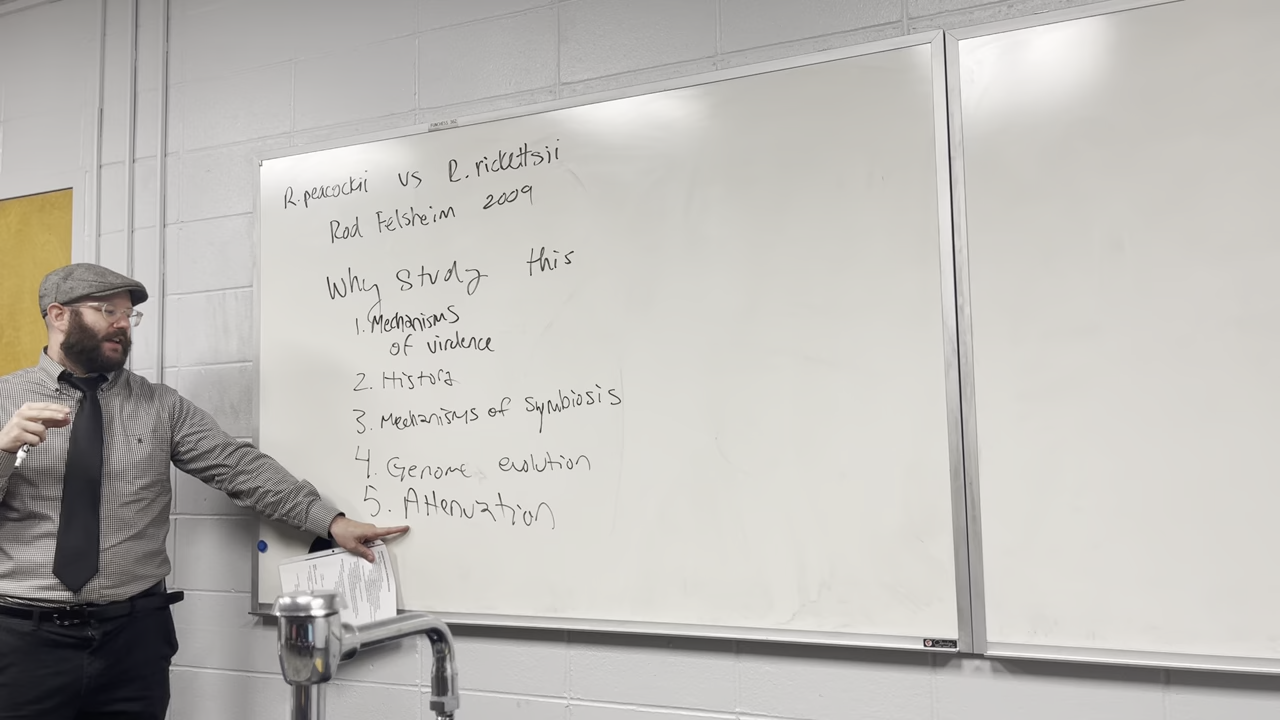 R.peacockii vs R.rickettsii
Rod Felsheim 2009
Why Study this
1. Mechanisms
of virulence
2. History
3. Mechanisms of Symbiosis
4. Genome evolution
5. Attenuation